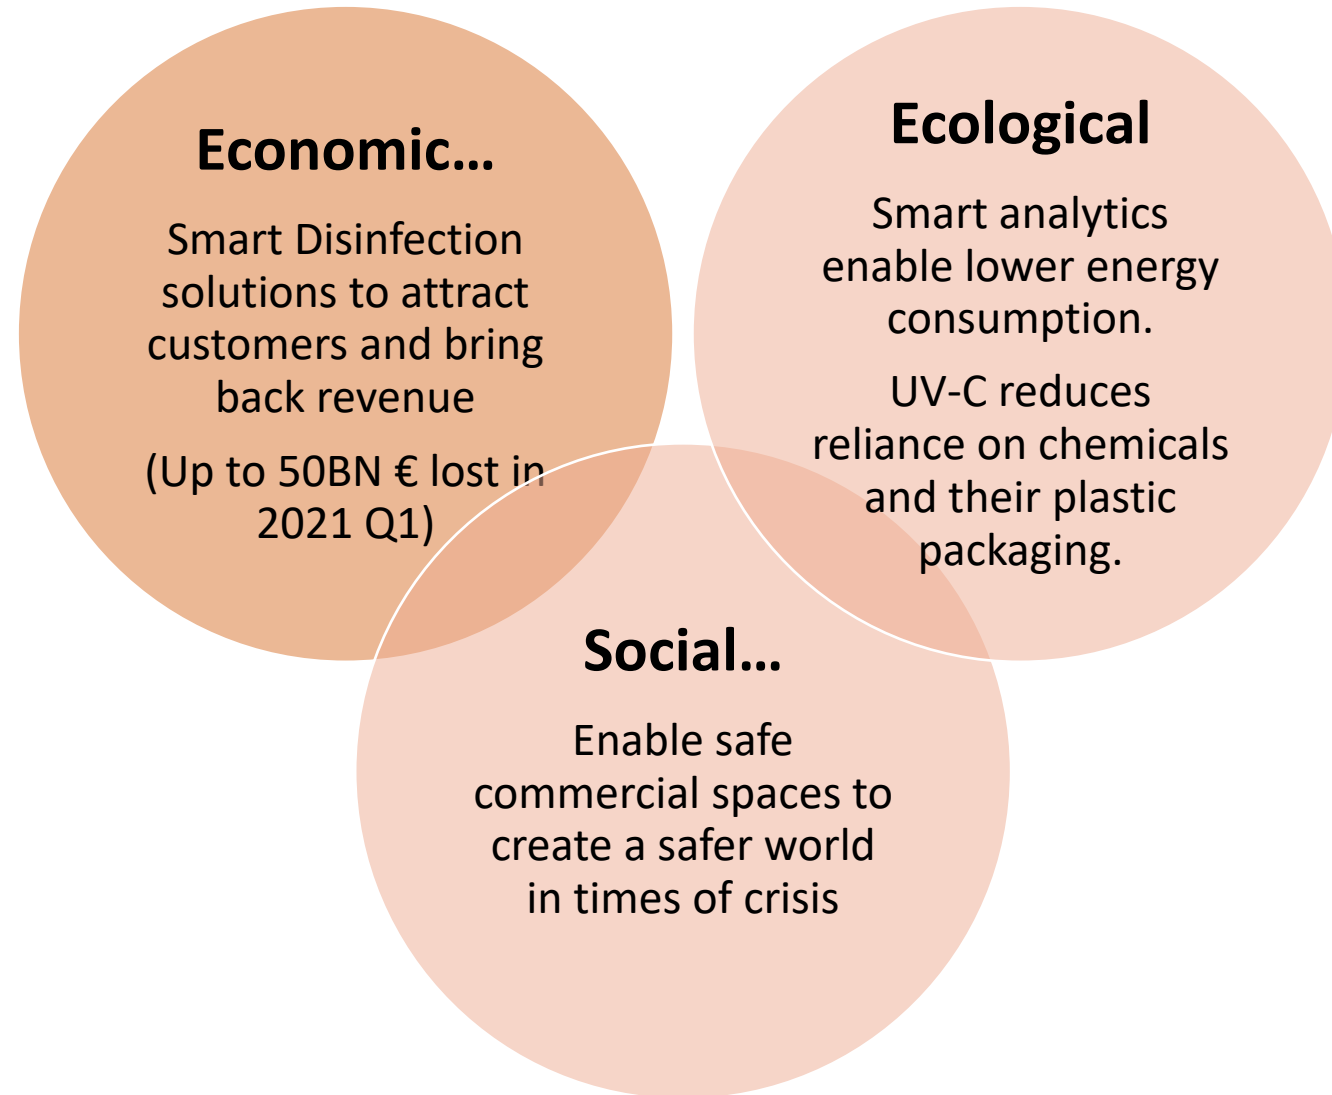 Economic...
Smart Disinfection
solutions to attract
customers and bring
back revenue
(Up to 50BN € lost in
2021 Q1)
Ecological
Smart analytics
enable lower energy
consumption.
UV-C reduces
reliance on chemicals
and their plastic
packaging.
Social...
Enable safe
commercial spaces to
create a safer world
in times of crisis